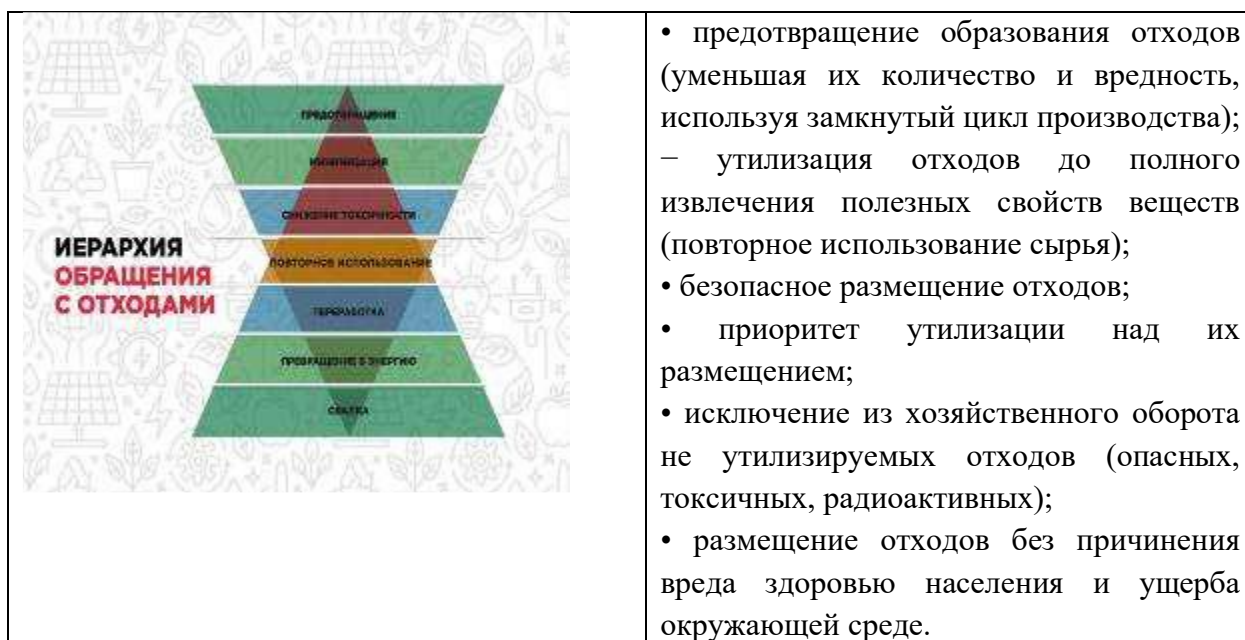 ИЕРАРХИЯ
ОБРАЩЕНИЯ
С ОТХОДАМИ
ПРЕДОТВРАЩЕНИЕ
МИНИМИЗАЦИЯ
СНИЖЕНИЕ ТОКСИЧНОСТИ
ПОВТОРНОЕ ИСПОЛЬЗОВАНИЕ
ПЕРЕРАБОТКА
ПРЕВРАЩЕНИЕ В ЭНЕРГИЮ
СВАЛКА
• предотвращение образования отходов
(уменьшая их количество и вредность,
используя замкнутый цикл производства);
− утилизация отходов до полного
извлечения полезных свойств веществ
(повторное использование сырья);
• безопасное размещение отходов;
• приоритет утилизации над их
размещением;
• исключение из хозяйственного оборота
не утилизируемых отходов (опасных,
токсичных, радиоактивных);
• размещение отходов без причинения
вреда здоровью населения и ущерба
окружающей среде.